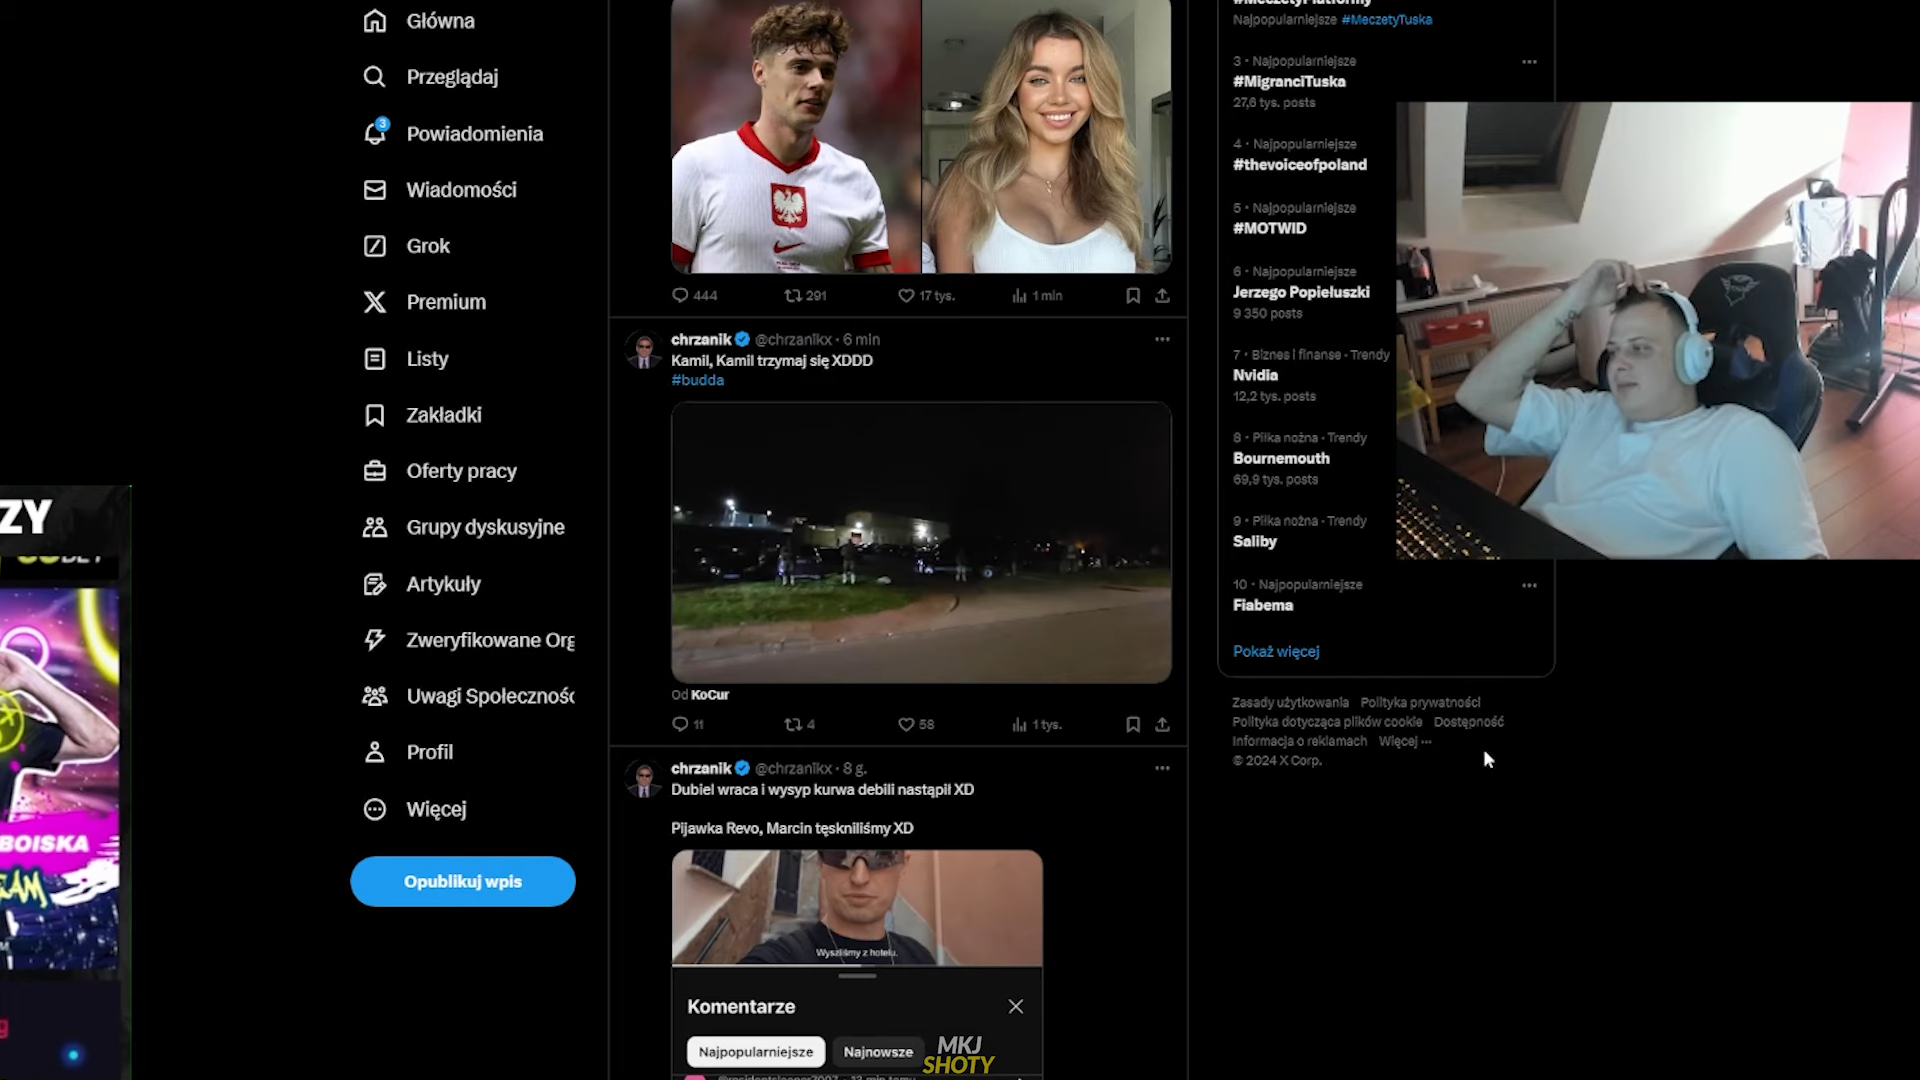 Główna
Przeglądaj
3
Powiadomienia
Wiadomości
Grok
Premium
Listy
Zakładki
Oferty pracy
Grupy dyskusyjne
Artykuły
Zweryfikowane Org
Uwagi Społecznośc
Profil
Więcej
Opublikuj wpis
ZY
BOISKA
444
291
17 tys.
1 mln
chrzanik @chrzanikx · 6 min
Kamil, Kamil trzymaj się XDDD
#budda
Od KoCur
11
4
58
1 tys.
chrzanik @chrzanikx · 8 g.
Dubiel wraca i wysyp kurwa debili nastąpił XD
Pijawka Revo, Marcin tęskniliśmy XD
Wyszliśmy z hotelu.
Komentarze
Najpopularniejsze
Najnowsze
MKJ
SHOTY
#MeczetyPlatformy
Najpopularniejsze #MeczetyTuska
3 · Najpopularniejsze
#MigranciTuska
27,6 tys. posts
4 · Najpopularniejsze
#thevoiceofpoland
5 · Najpopularniejsze
#MOTWID
6 · Najpopularniejsze
Jerzego Popiełuszki
9 350 posts
7 · Biznes i finanse · Trendy
Nvidia
12,2 tys. posts
8 · Piłka nożna · Trendy
Bournemouth
69,9 tys. posts
9 · Piłka nożna · Trendy
Saliby
10 · Najpopularniejsze
Fiabema
Pokaż więcej
Zasady użytkowania Polityka prywatności
Polityka dotycząca plików cookie Dostępność
Informacja o reklamach Więcej ···
© 2024 X Corp.